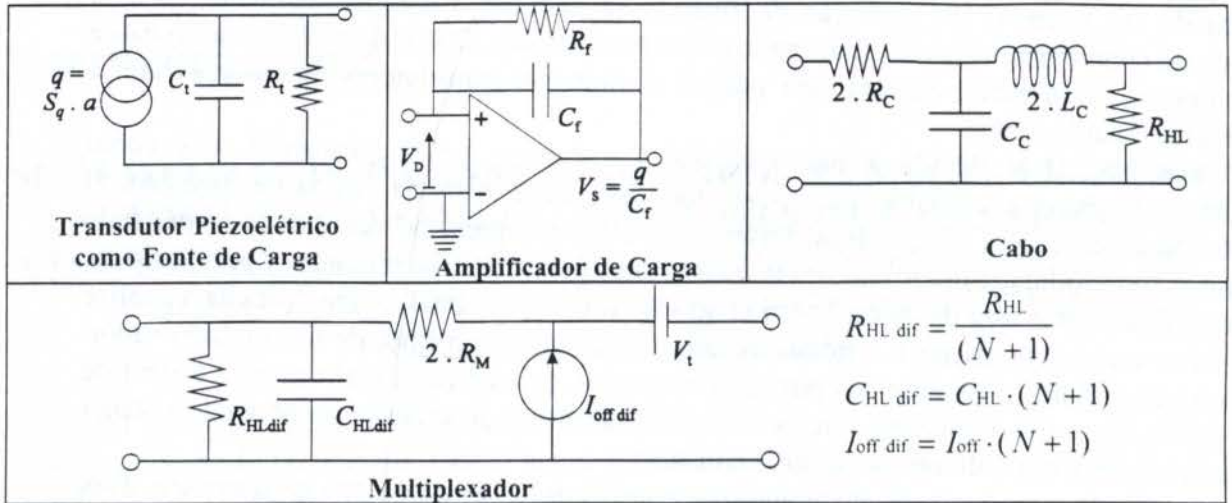 q =
S_q . a
C_t
R_t
Transdutor Piezoelétrico
como Fonte de Carga
R_f
C_f
+
V_D
-
V_S = q/C_f
Amplificador de Carga
2 . R_C
2 . L_C
C_C
R_HL
Cabo
R_HLdif
C_HLdif
2 . R_M
I_off dif
V_t
Multiplexador
R_HL dif = R_HL/(N + 1)
C_HL dif = C_HL · (N + 1)
I_off dif = I_off · (N + 1)